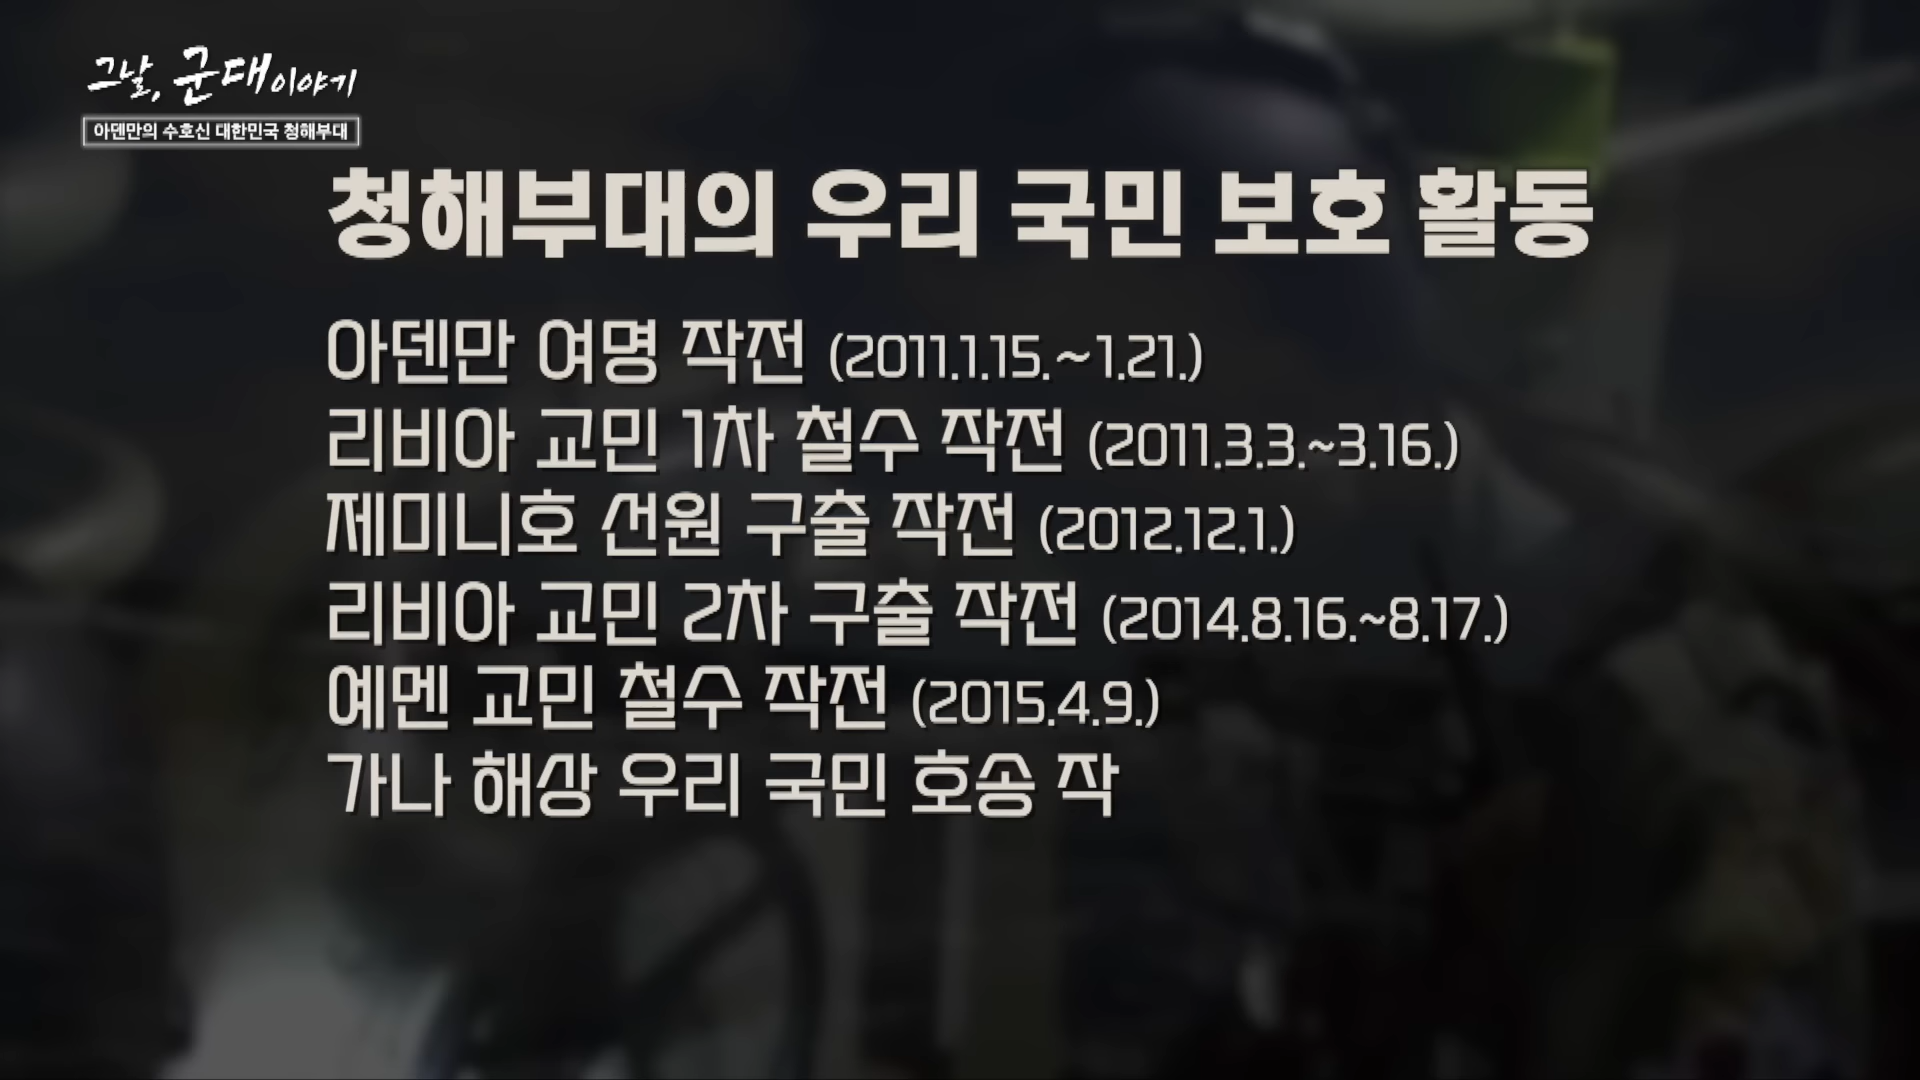 그날, 군대이야기
아덴만의 수호신 대한민국 청해부대
청해부대의 우리 국민 보호 활동
아덴만 여명 작전 (2011.1.15.~1.21.)
리비아 교민 1차 철수 작전 (2011.3.3.~3.16.)
제미니호 선원 구출 작전 (2012.12.1.)
리비아 교민 2차 구출 작전 (2014.8.16.~8.17.)
예멘 교민 철수 작전 (2015.4.9.)
가나 해상 우리 국민 호송 작